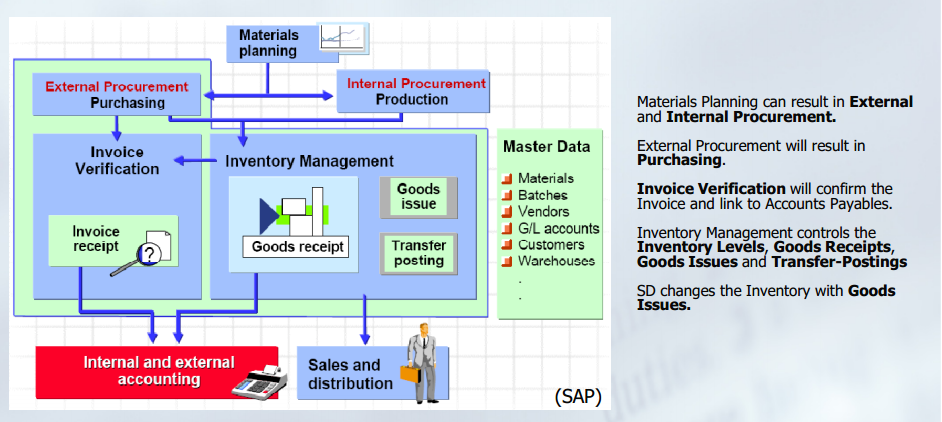 Materials
planning
External Procurement
Purchasing
Internal Procurement
Production
Invoice
Verification
Inventory Management
Invoice
receipt
?
Goods receipt
Goods
issue
Transfer
posting
Master Data
Materials
Batches
Vendors
G/L accounts
Customers
Warehouses
.
.
Internal and external
accounting
Sales and
distribution
(SAP)
Materials Planning can result in External
and Internal Procurement.
External Procurement will result in
Purchasing.
Invoice Verification will confirm the
Invoice and link to Accounts Payables.
Inventory Management controls the
Inventory Levels, Goods Receipts,
Goods Issues and Transfer-Postings
SD changes the Inventory with Goods
Issues.